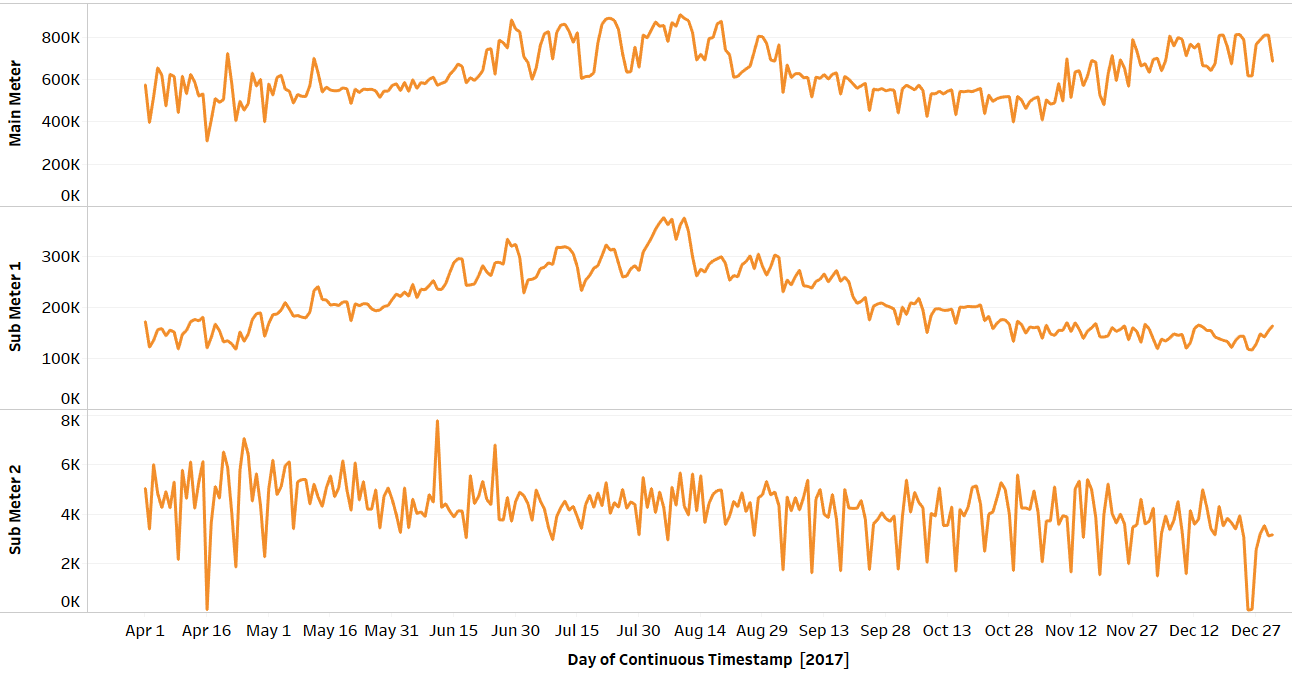 Main Meter
800K
600K
400K
200K
0K
Sub Meter 1
300K
200K
100K
0K
Sub Meter 2
8K
6K
4K
2K
0K
Apr 1 Apr 16 May 1 May 16 May 31 Jun 15 Jun 30 Jul 15 Jul 30 Aug 14 Aug 29 Sep 13 Sep 28 Oct 13 Oct 28 Nov 12 Nov 27 Dec 12 Dec 27
Day of Continuous Timestamp [2017]